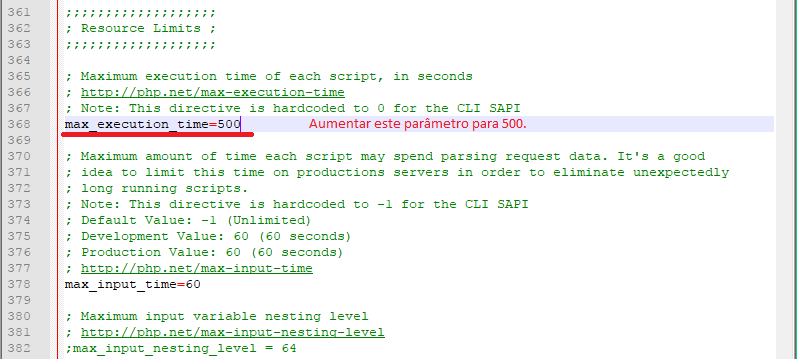 361 ;;;;;;;;;;;;;;;;;;;
362 ; Resource Limits ;
363 ;;;;;;;;;;;;;;;;;;;
364
365 ; Maximum execution time of each script, in seconds
366 ; http://php.net/max-execution-time
367 ; Note: This directive is hardcoded to 0 for the CLI SAPI
368 max_execution_time=500 Aumentar este parâmetro para 500.
369
370 ; Maximum amount of time each script may spend parsing request data. It's a good
371 ; idea to limit this time on productions servers in order to eliminate unexpectedly
372 ; long running scripts.
373 ; Note: This directive is hardcoded to -1 for the CLI SAPI
374 ; Default Value: -1 (Unlimited)
375 ; Development Value: 60 (60 seconds)
376 ; Production Value: 60 (60 seconds)
377 ; http://php.net/max-input-time
378 max_input_time=60
379
380 ; Maximum input variable nesting level
381 ; http://php.net/max-input-nesting-level
382 ;max_input_nesting_level = 64